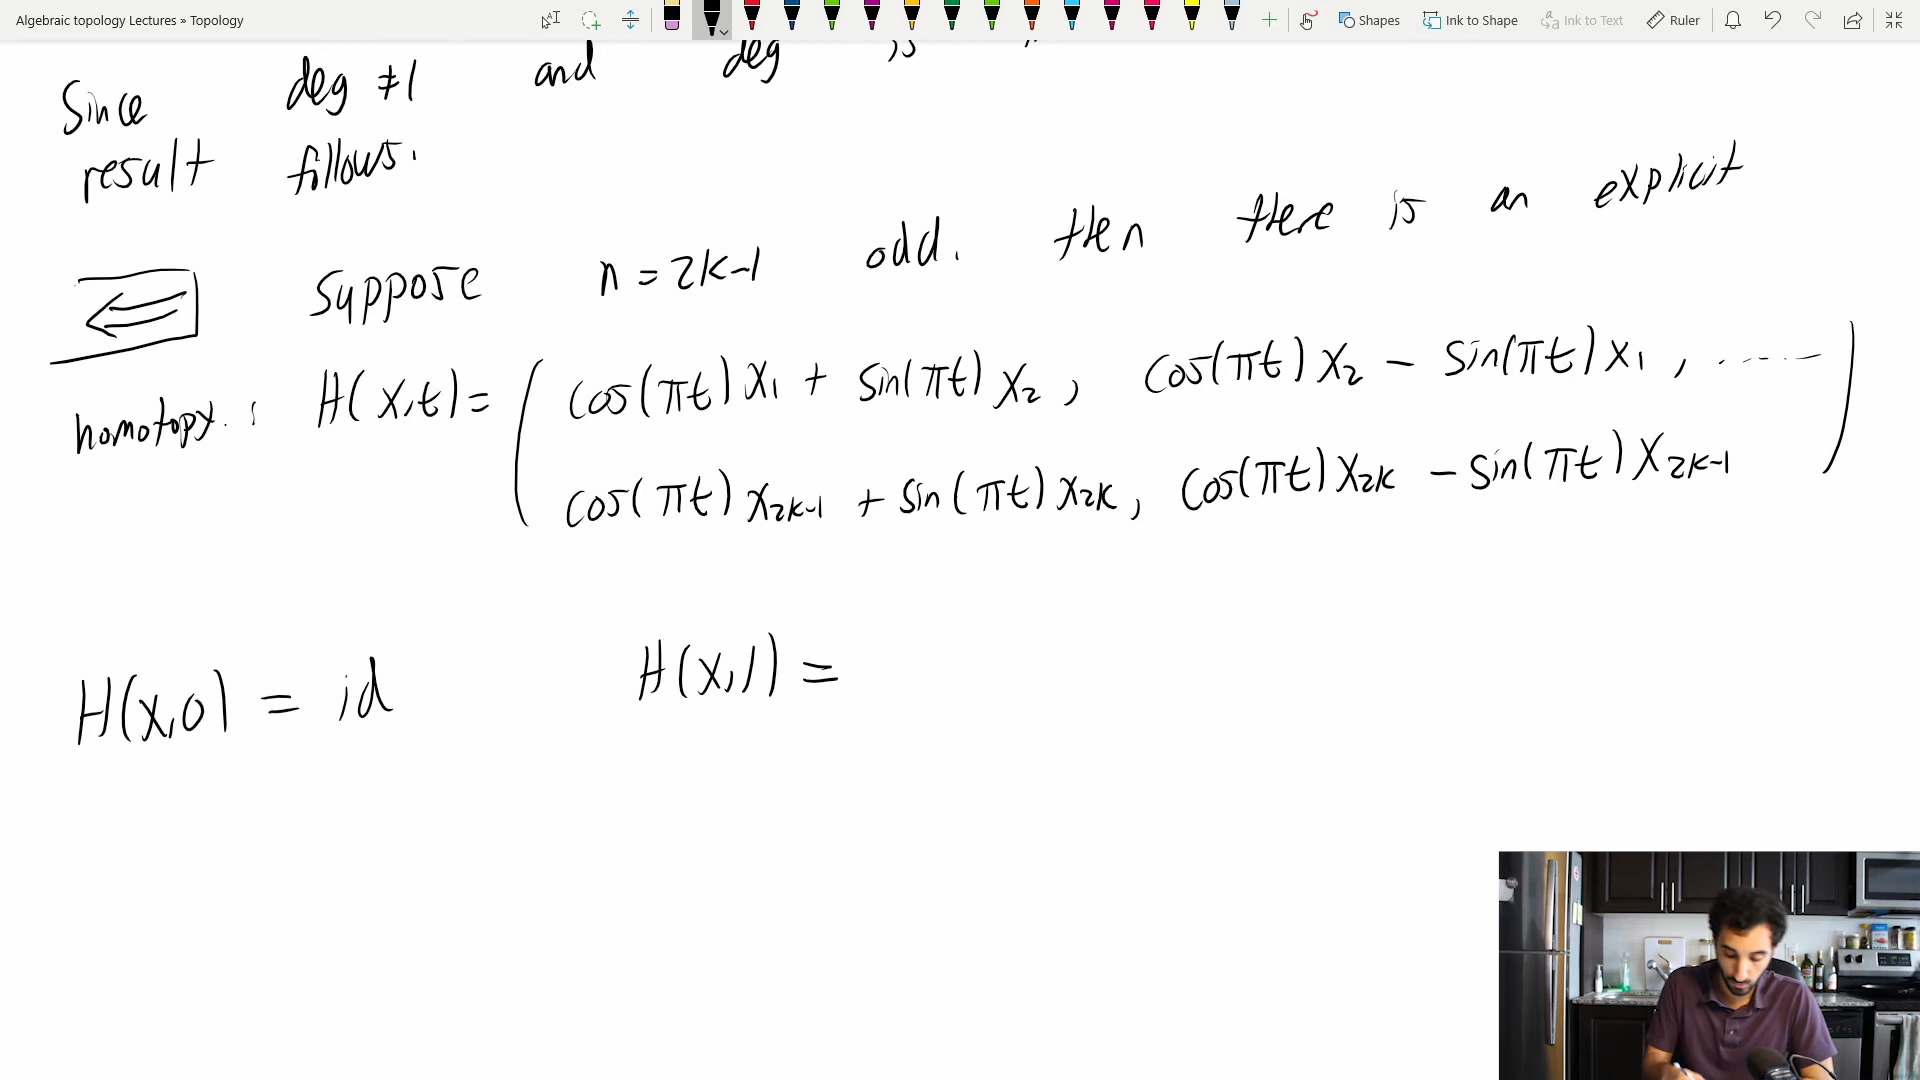 Algebraic topology Lectures » Topology
Shapes
Ink to Shape
Ink to Text
Ruler
Since deg ≠1 and deg is
result follows.
⇐ Suppose n = 2k-1 odd. then there is an explicit
homotopy: H(x,t) = ( cos(πt) x₁ + sin(πt) x₂ , cos(πt) x₂ - sin(πt) x₁ , ......
cos(πt) x₂ₖ₋₁ + sin(πt) x₂ₖ, cos(πt) x₂ₖ - sin(πt) x₂ₖ₋₁ )
H(x,0) = id H(x,1) =